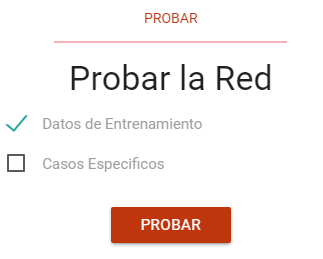 PROBAR
Probar la Red
Datos de Entrenamiento
Casos Especificos
PROBAR